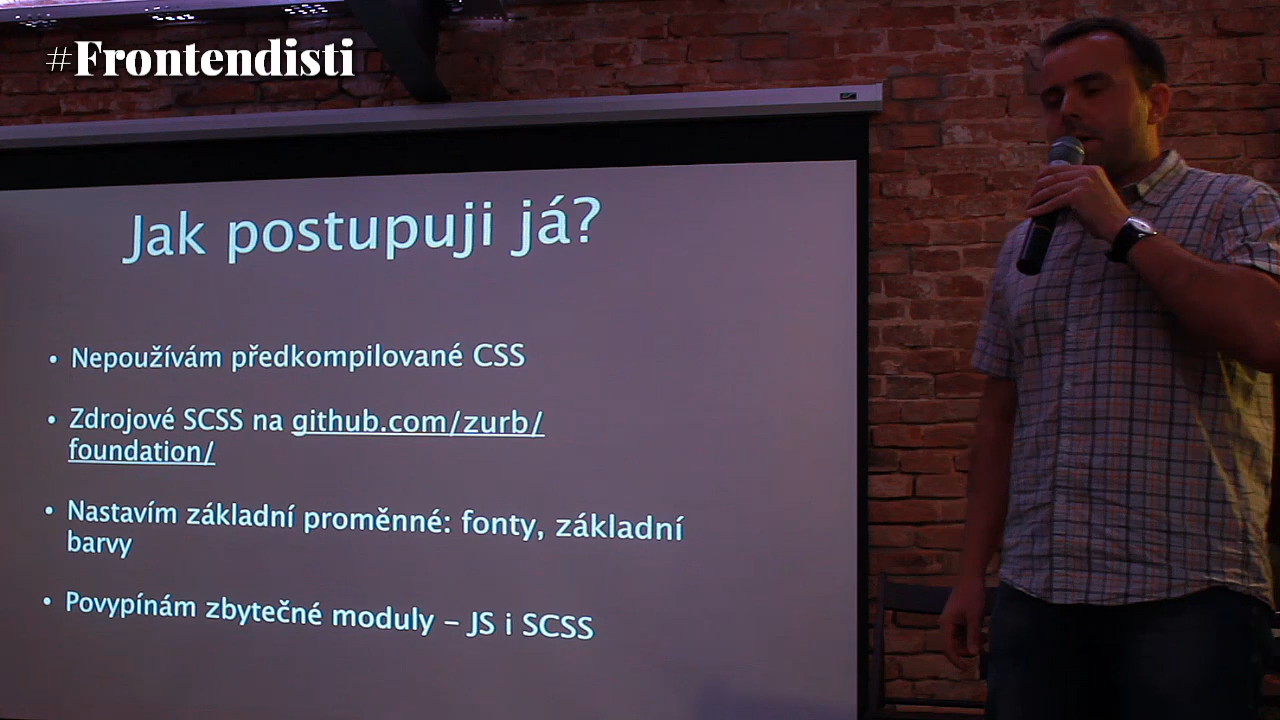 #Frontendisti
Jak postupuji já?
• Nepoužívám předkompilované CSS
• Zdrojové SCSS na github.com/zurb/
foundation/
• Nastavím základní proměnné: fonty, základní
barvy
• Povypínám zbytečné moduly – JS i SCSS